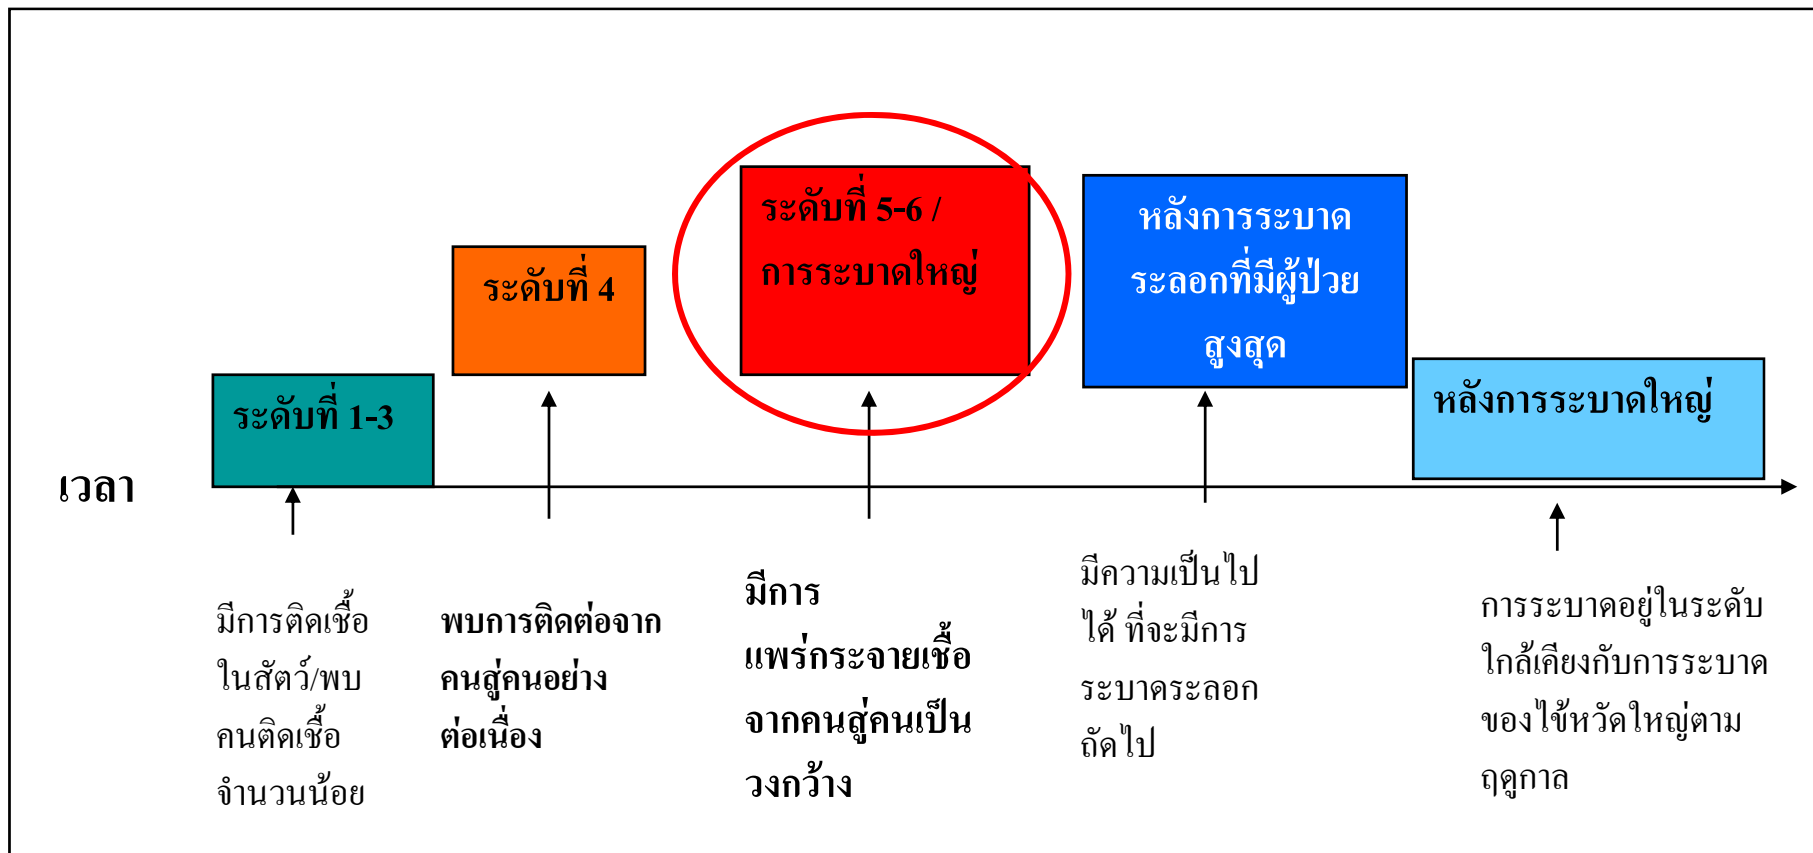 ระดับที่ 1-3
ระดับที่ 4
ระดับที่ 5-6 /
การระบาดใหญ่
หลังการระบาด
ระลอกที่มีผู้ป่วย
สูงสุด
หลังการระบาดใหญ่
เวลา
มีการติดเชื้อ
ในสัตว์/พบ
คนติดเชื้อ
จำนวนน้อย
พบการติดต่อจาก
คนสู่คนอย่าง
ต่อเนื่อง
มีการ
แพร่กระจายเชื้อ
จากคนสู่คนเป็น
วงกว้าง
มีความเป็นไป
ได้ ที่จะมีการ
ระบาดระลอก
ถัดไป
การระบาดอยู่ในระดับ
ใกล้เคียงกับการระบาด
ของไข้หวัดใหญ่ตาม
ฤดูกาล